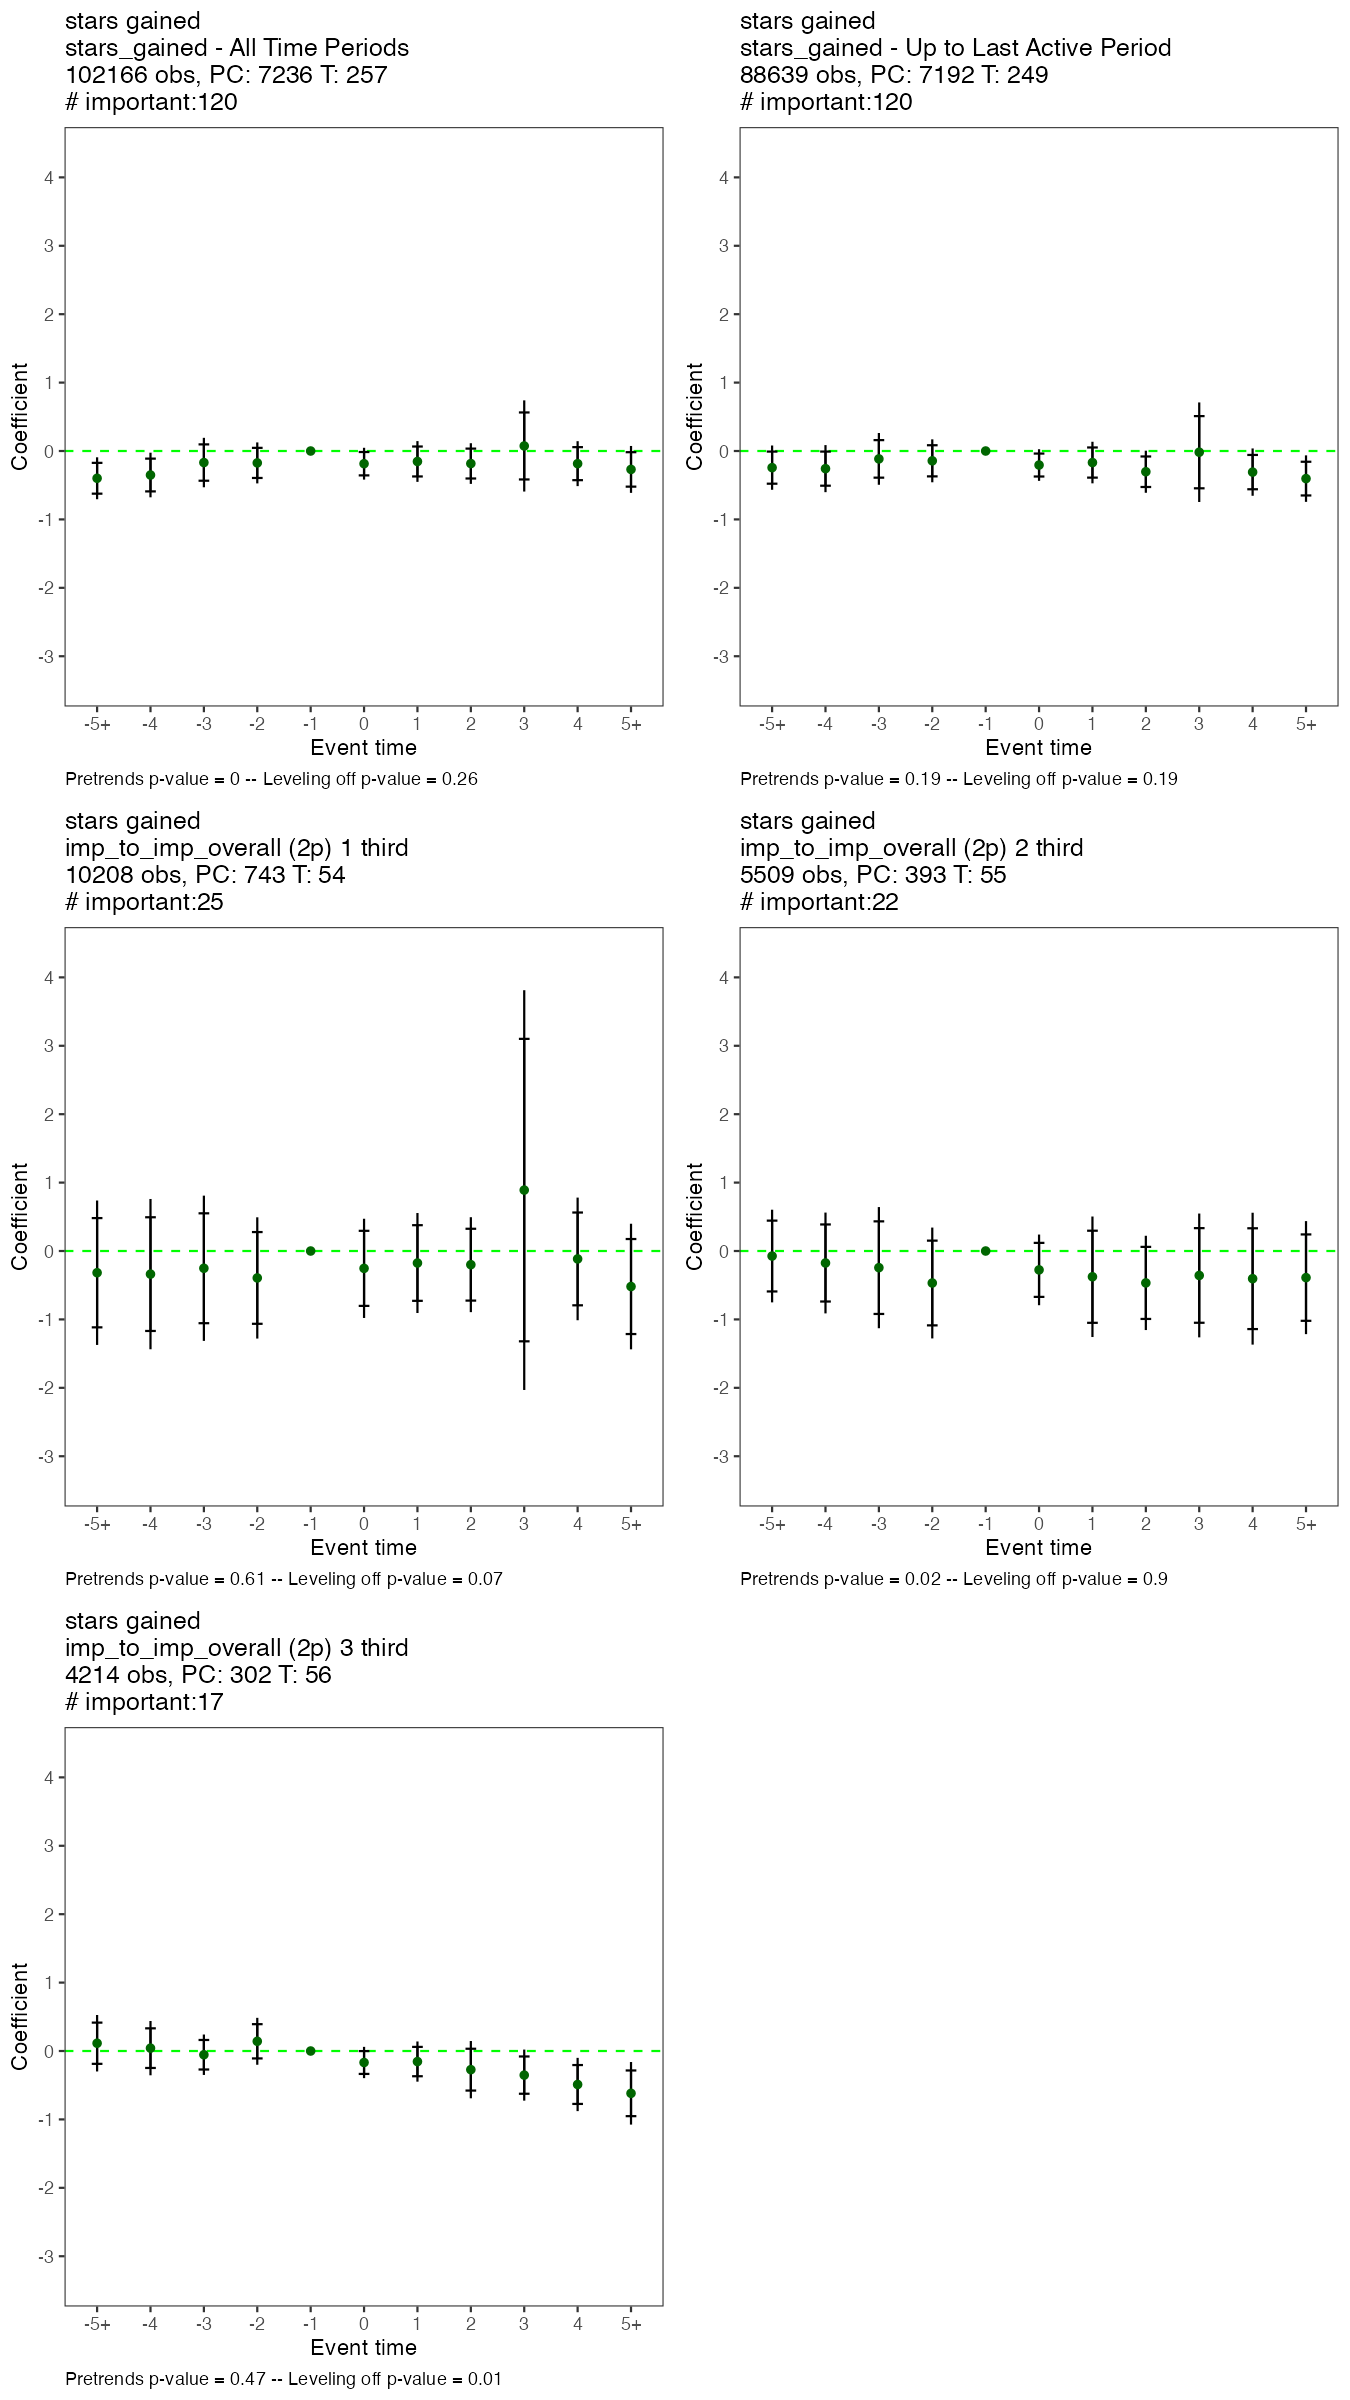 stars gained
stars_gained - All Time Periods
102166 obs, PC: 7236 T: 257
# important:120
4
3
2
1
0
-1
-2
-3
Coefficient
-5+ -4 -3 -2 -1 0 1 2 3 4 5+
Event time
Pretrends p-value = 0 -- Leveling off p-value = 0.26
stars gained
stars_gained - Up to Last Active Period
88639 obs, PC: 7192 T: 249
# important:120
4
3
2
1
0
-1
-2
-3
Coefficient
-5+ -4 -3 -2 -1 0 1 2 3 4 5+
Event time
Pretrends p-value = 0.19 -- Leveling off p-value = 0.19
stars gained
imp_to_imp_overall (2p) 1 third
10208 obs, PC: 743 T: 54
# important:25
4
3
2
1
0
-1
-2
-3
Coefficient
-5+ -4 -3 -2 -1 0 1 2 3 4 5+
Event time
Pretrends p-value = 0.61 -- Leveling off p-value = 0.07
stars gained
imp_to_imp_overall (2p) 2 third
5509 obs, PC: 393 T: 55
# important:22
4
3
2
1
0
-1
-2
-3
Coefficient
-5+ -4 -3 -2 -1 0 1 2 3 4 5+
Event time
Pretrends p-value = 0.02 -- Leveling off p-value = 0.9
stars gained
imp_to_imp_overall (2p) 3 third
4214 obs, PC: 302 T: 56
# important:17
4
3
2
1
0
-1
-2
-3
Coefficient
-5+ -4 -3 -2 -1 0 1 2 3 4 5+
Event time
Pretrends p-value = 0.47 -- Leveling off p-value = 0.01